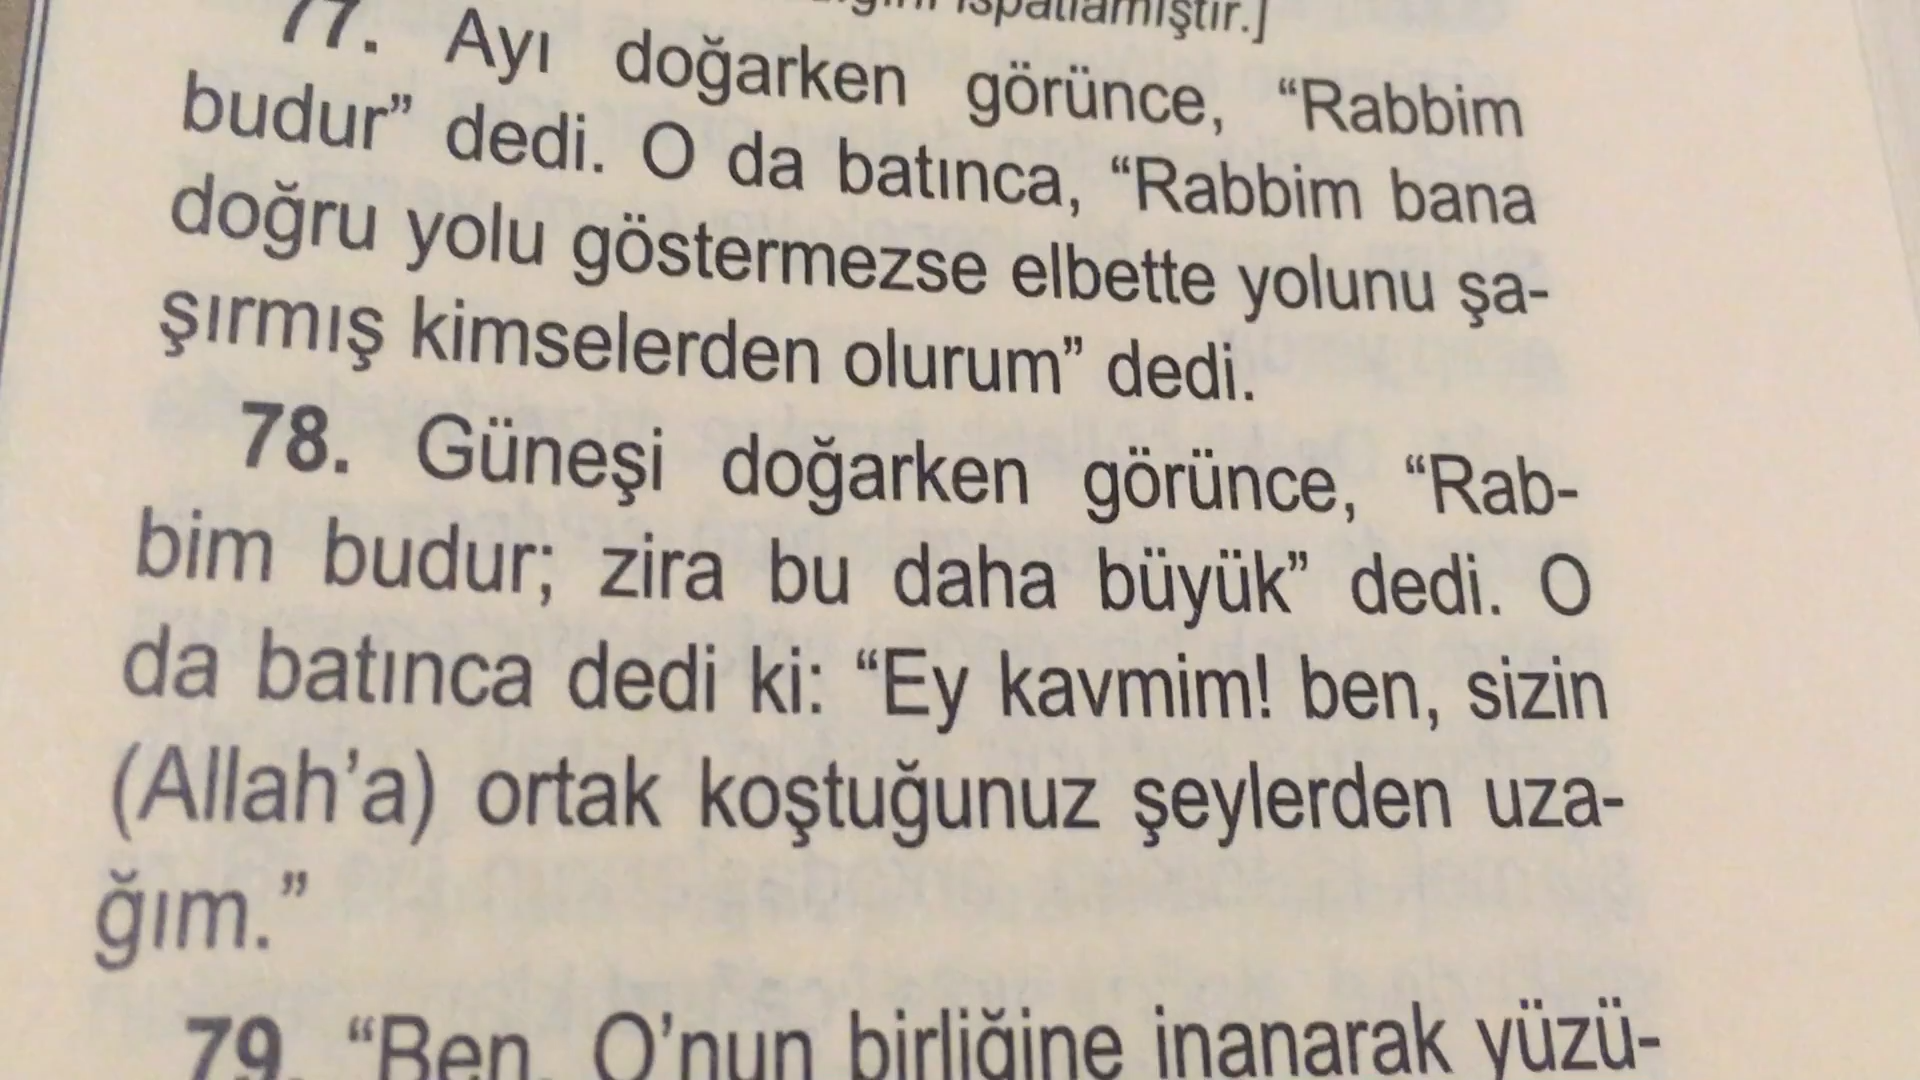 ispatlamıştır.]
77. Ayı doğarken görünce, “Rabbim
budur” dedi. O da batınca, “Rabbim bana
doğru yolu göstermezse elbette yolunu şa-
şırmış kimselerden olurum” dedi.
78. Güneşi doğarken görünce, “Rab-
bim budur; zira bu daha büyük” dedi. O
da batınca dedi ki: “Ey kavmim! ben, sizin
(Allah’a) ortak koştuğunuz şeylerden uza-
ğım.”
79. “Ben, O’nun birliğine inanarak yüzü-